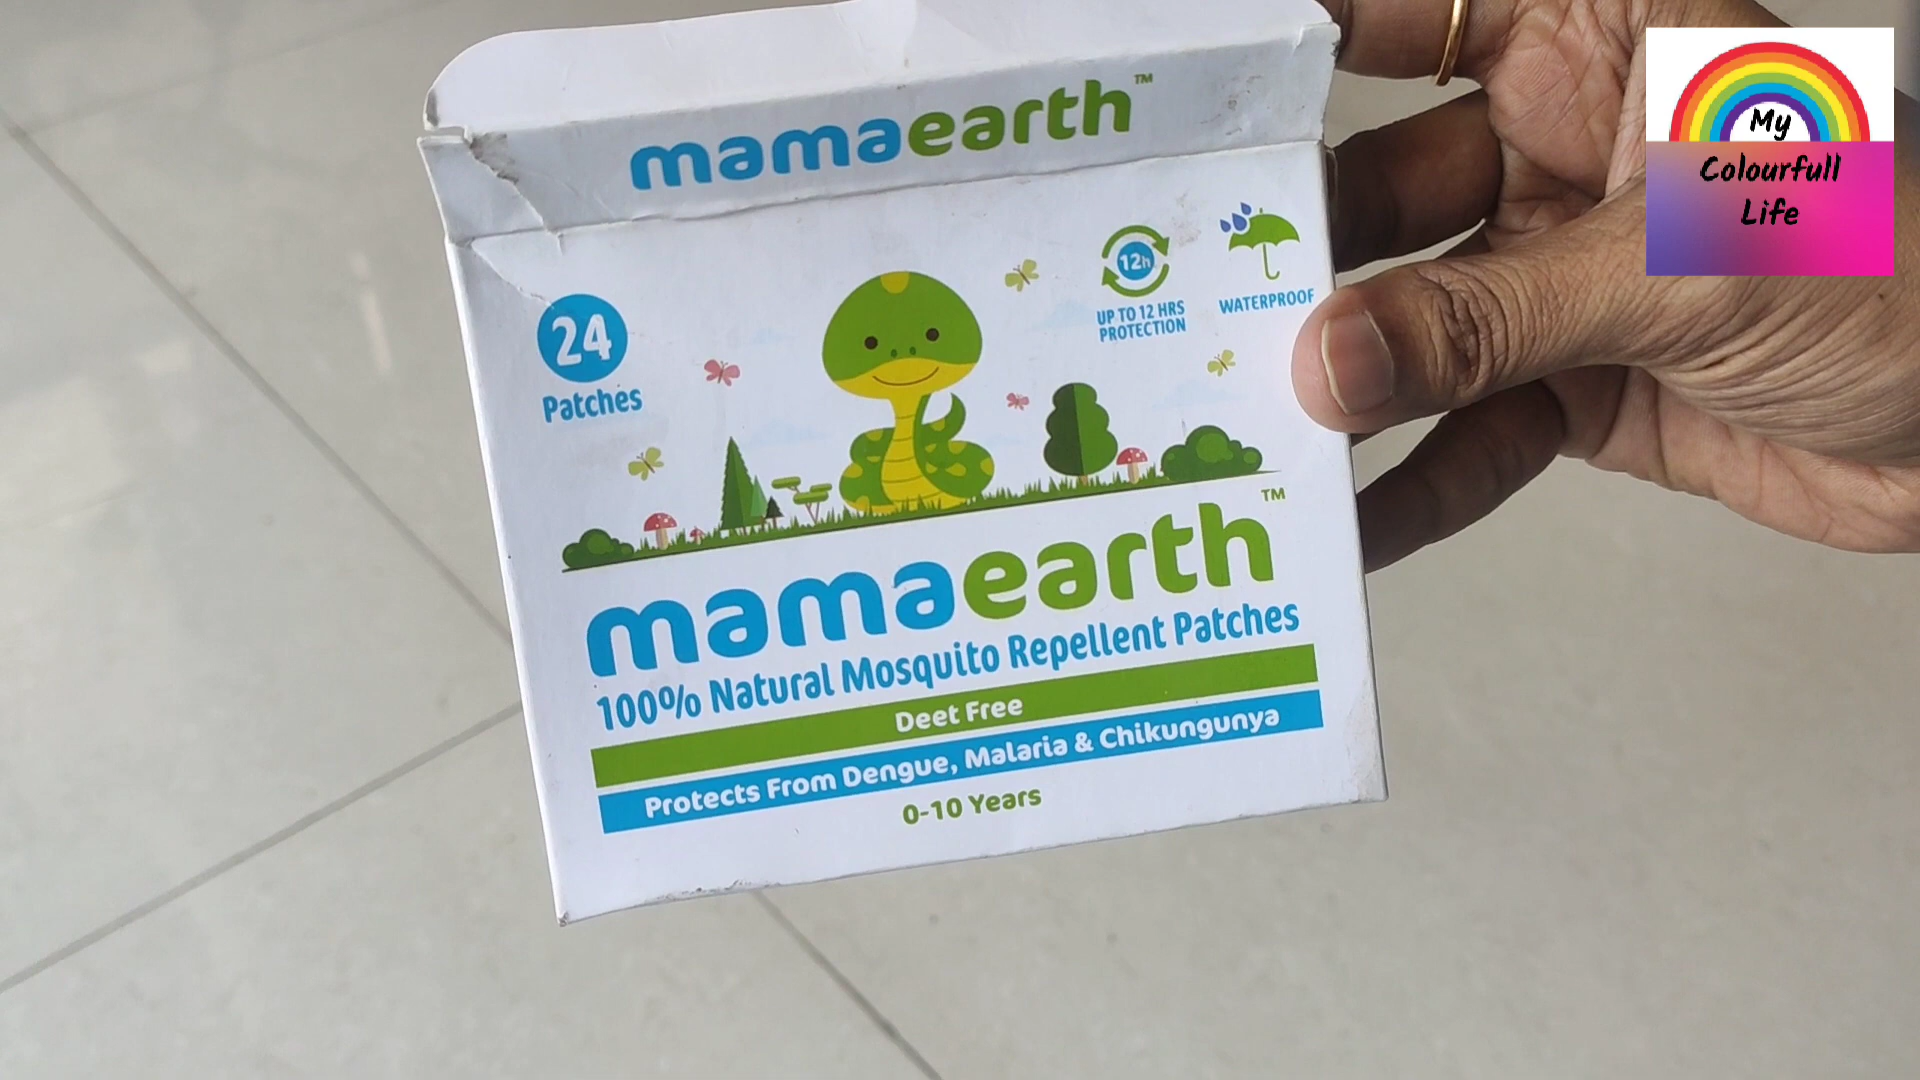 mamaearth™
24
Patches
12h
UP TO 12 HRS
PROTECTION
WATERPROOF
mamaearth™
100% Natural Mosquito Repellent Patches
Deet Free
Protects From Dengue, Malaria & Chikungunya
0-10 Years
My
Colourfull
Life